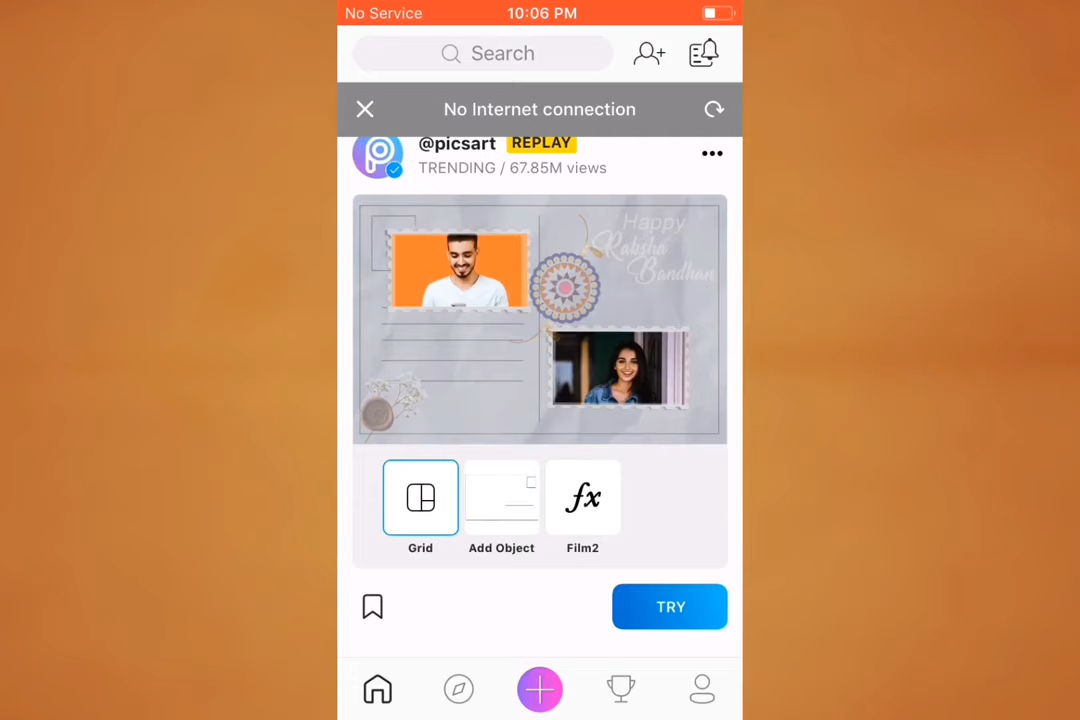 No Service 10:06 PM
Search
No Internet connection
@picsart REPLAY
TRENDING / 67.85M views
Happy
Raksha
Bandhan
fx
Grid Add Object Film2
TRY